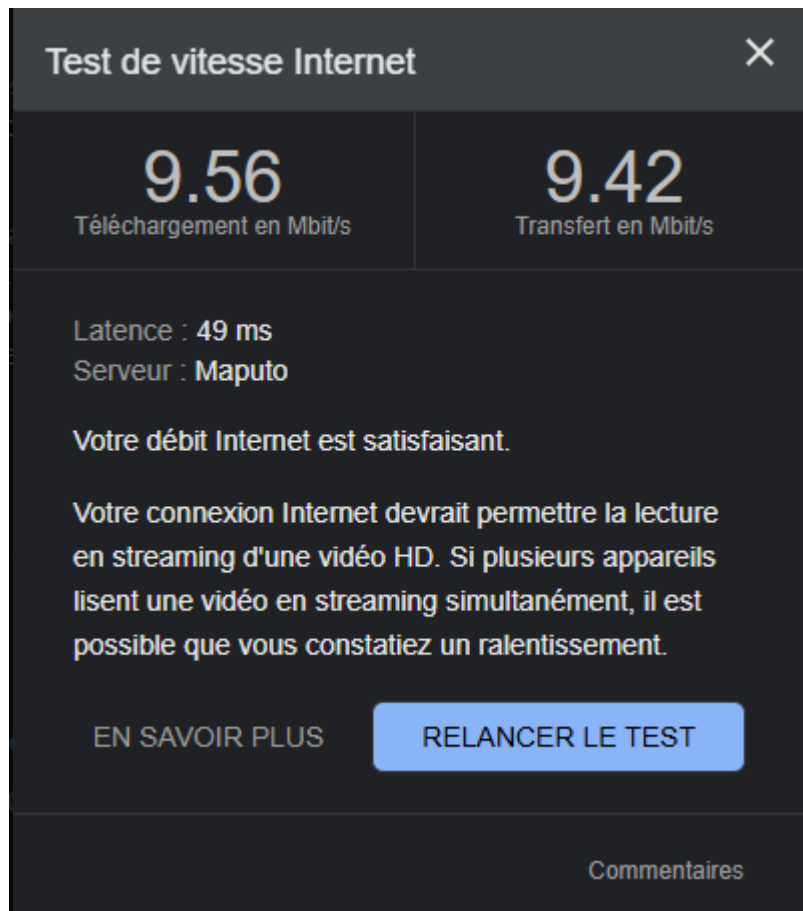 Test de vitesse Internet
9.56
Téléchargement en Mbit/s
9.42
Transfert en Mbit/s
Latence : 49 ms
Serveur : Maputo
Votre débit Internet est satisfaisant.
Votre connexion Internet devrait permettre la lecture
en streaming d'une vidéo HD. Si plusieurs appareils
lisent une vidéo en streaming simultanément, il est
possible que vous constatiez un ralentissement.
EN SAVOIR PLUS
RELANCER LE TEST
Commentaires